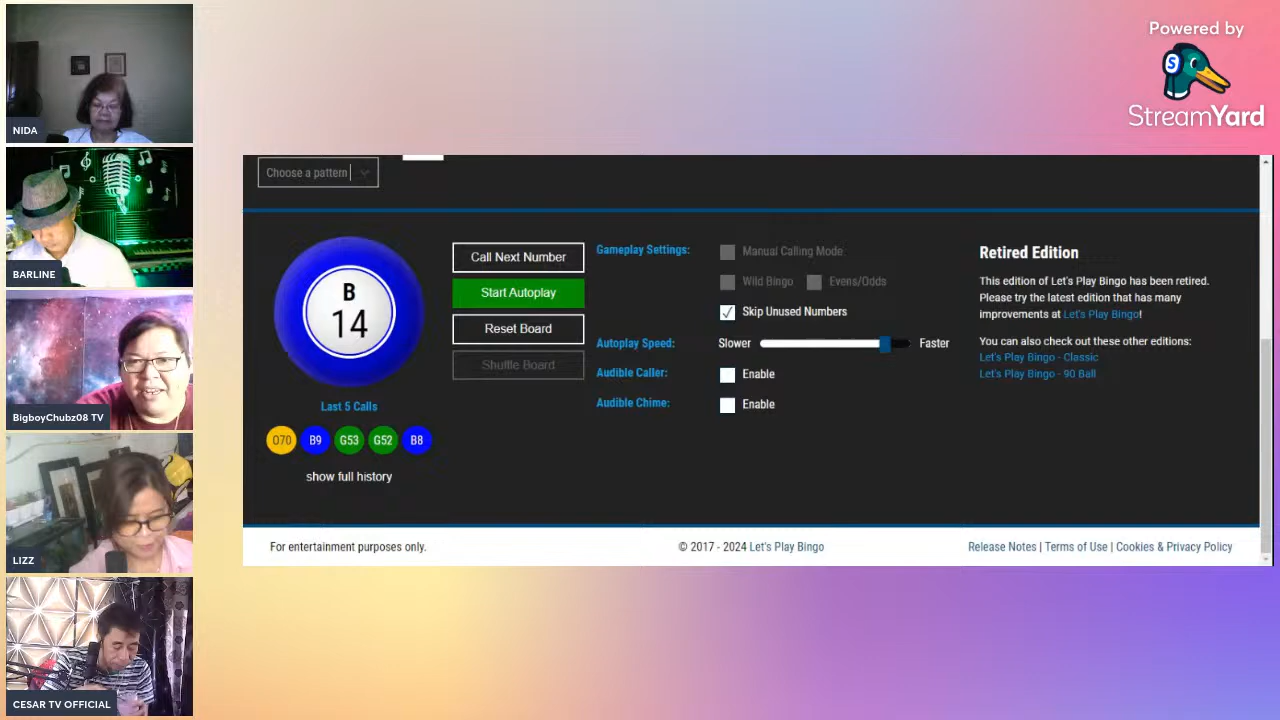 Powered by
StreamYard
NIDA
BARLINE
BigboyChubz08 TV
LIZZ
CESAR TV OFFICIAL
Choose a pattern
B
14
Last 5 Calls
O70 B9 G53 G52 B8
show full history
Call Next Number
Start Autoplay
Reset Board
Shuffle Board
Gameplay Settings:
Manual Calling Mode
Wild Bingo Evens/Odds
Skip Unused Numbers
Autoplay Speed: Slower Faster
Audible Caller: Enable
Audible Chime: Enable
Retired Edition
This edition of Let's Play Bingo has been retired.
Please try the latest edition that has many
improvements at Let's Play Bingo!
You can also check out these other editions:
Let's Play Bingo - Classic
Let's Play Bingo - 90 Ball
For entertainment purposes only.
© 2017 - 2024 Let's Play Bingo
Release Notes | Terms of Use | Cookies & Privacy Policy